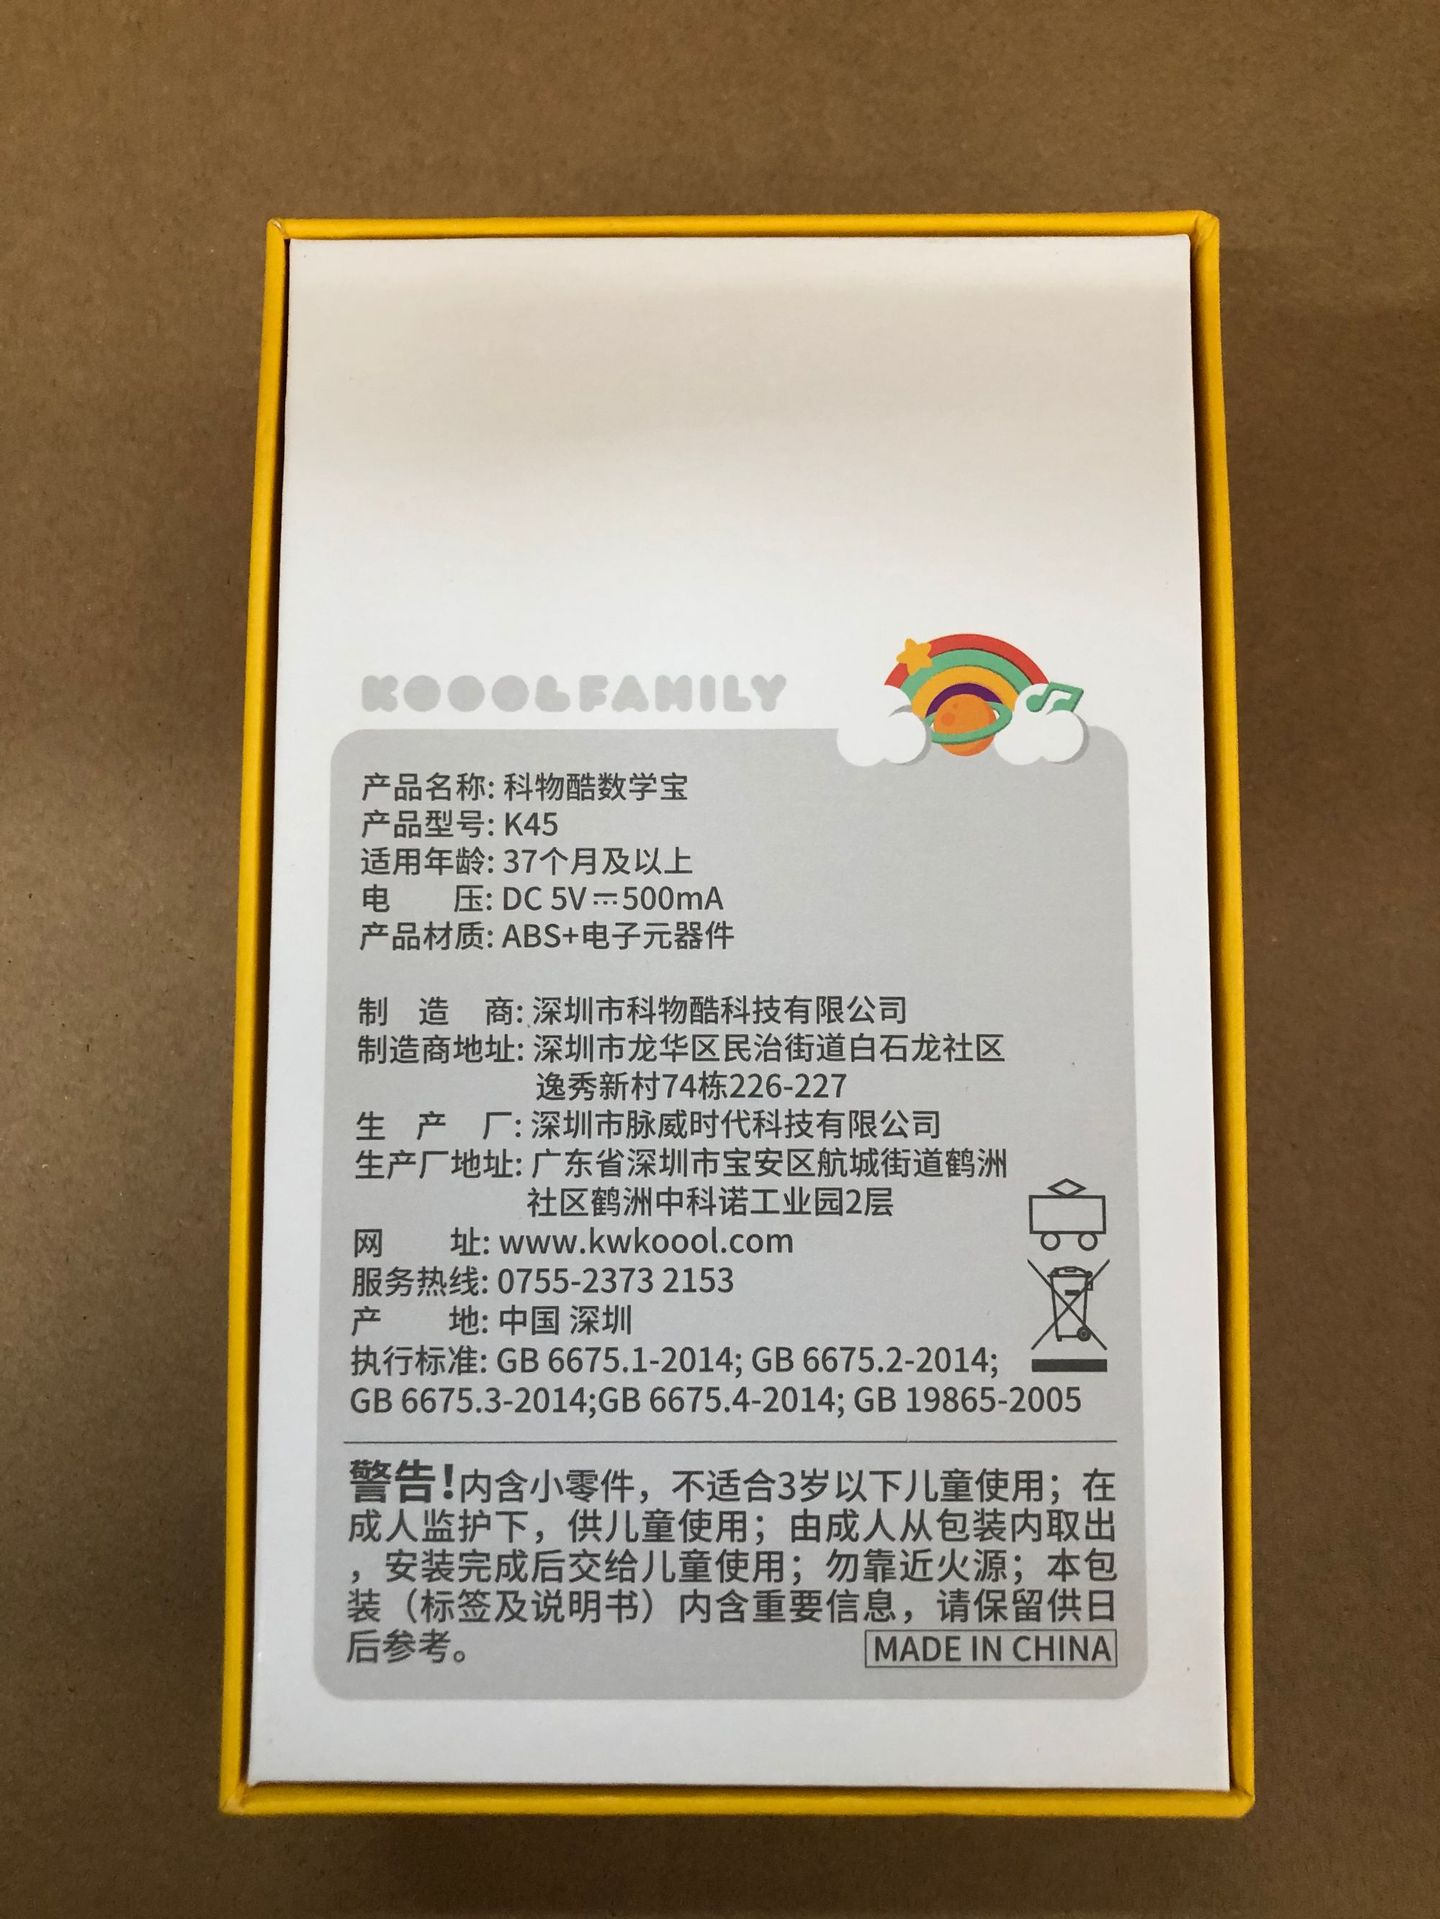 KOOOLFAMILY
产品名称: 科物酷数学宝
产品型号: K45
适用年龄: 37个月及以上
电 压: DC 5V⎓500mA
产品材质: ABS+电子元器件
制 造 商: 深圳市科物酷科技有限公司
制造商地址: 深圳市龙华区民治街道白石龙社区
逸秀新村74栋226-227
生 产 厂: 深圳市脉威时代科技有限公司
生产厂地址: 广东省深圳市宝安区航城街道鹤洲
社区鹤洲中科诺工业园2层
网 址: www.kwkoool.com
服务热线: 0755-2373 2153
产 地: 中国 深圳
执行标准: GB 6675.1-2014; GB 6675.2-2014;
GB 6675.3-2014;GB 6675.4-2014; GB 19865-2005
警告!内含小零件，不适合3岁以下儿童使用；在
成人监护下，供儿童使用；由成人从包装内取出
，安装完成后交给儿童使用；勿靠近火源；本包
装（标签及说明书）内含重要信息，请保留供日
后参考。
MADE IN CHINA